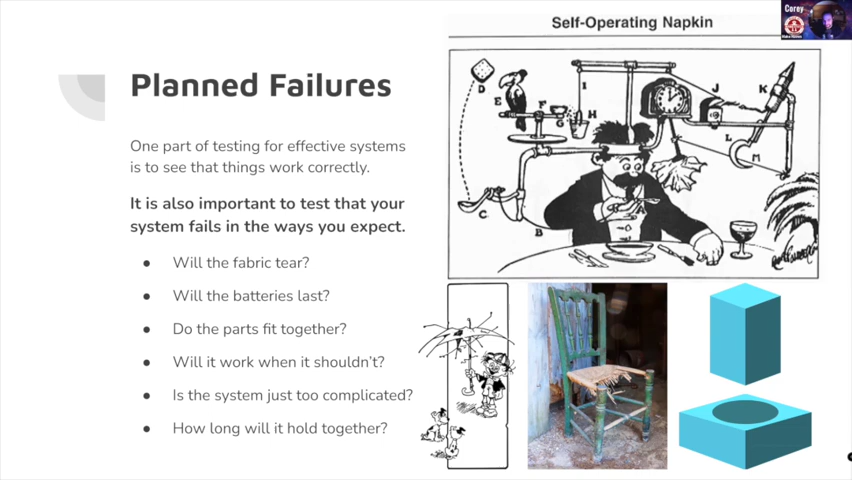 Self-Operating Napkin
Corey
Planned Failures
One part of testing for effective systems
is to see that things work correctly.
It is also important to test that your
system fails in the ways you expect.
● Will the fabric tear?
● Will the batteries last?
● Do the parts fit together?
● Will it work when it shouldn't?
● Is the system just too complicated?
● How long will it hold together?
D
E
F
G
I
H
J
K
L
M
C
B
A